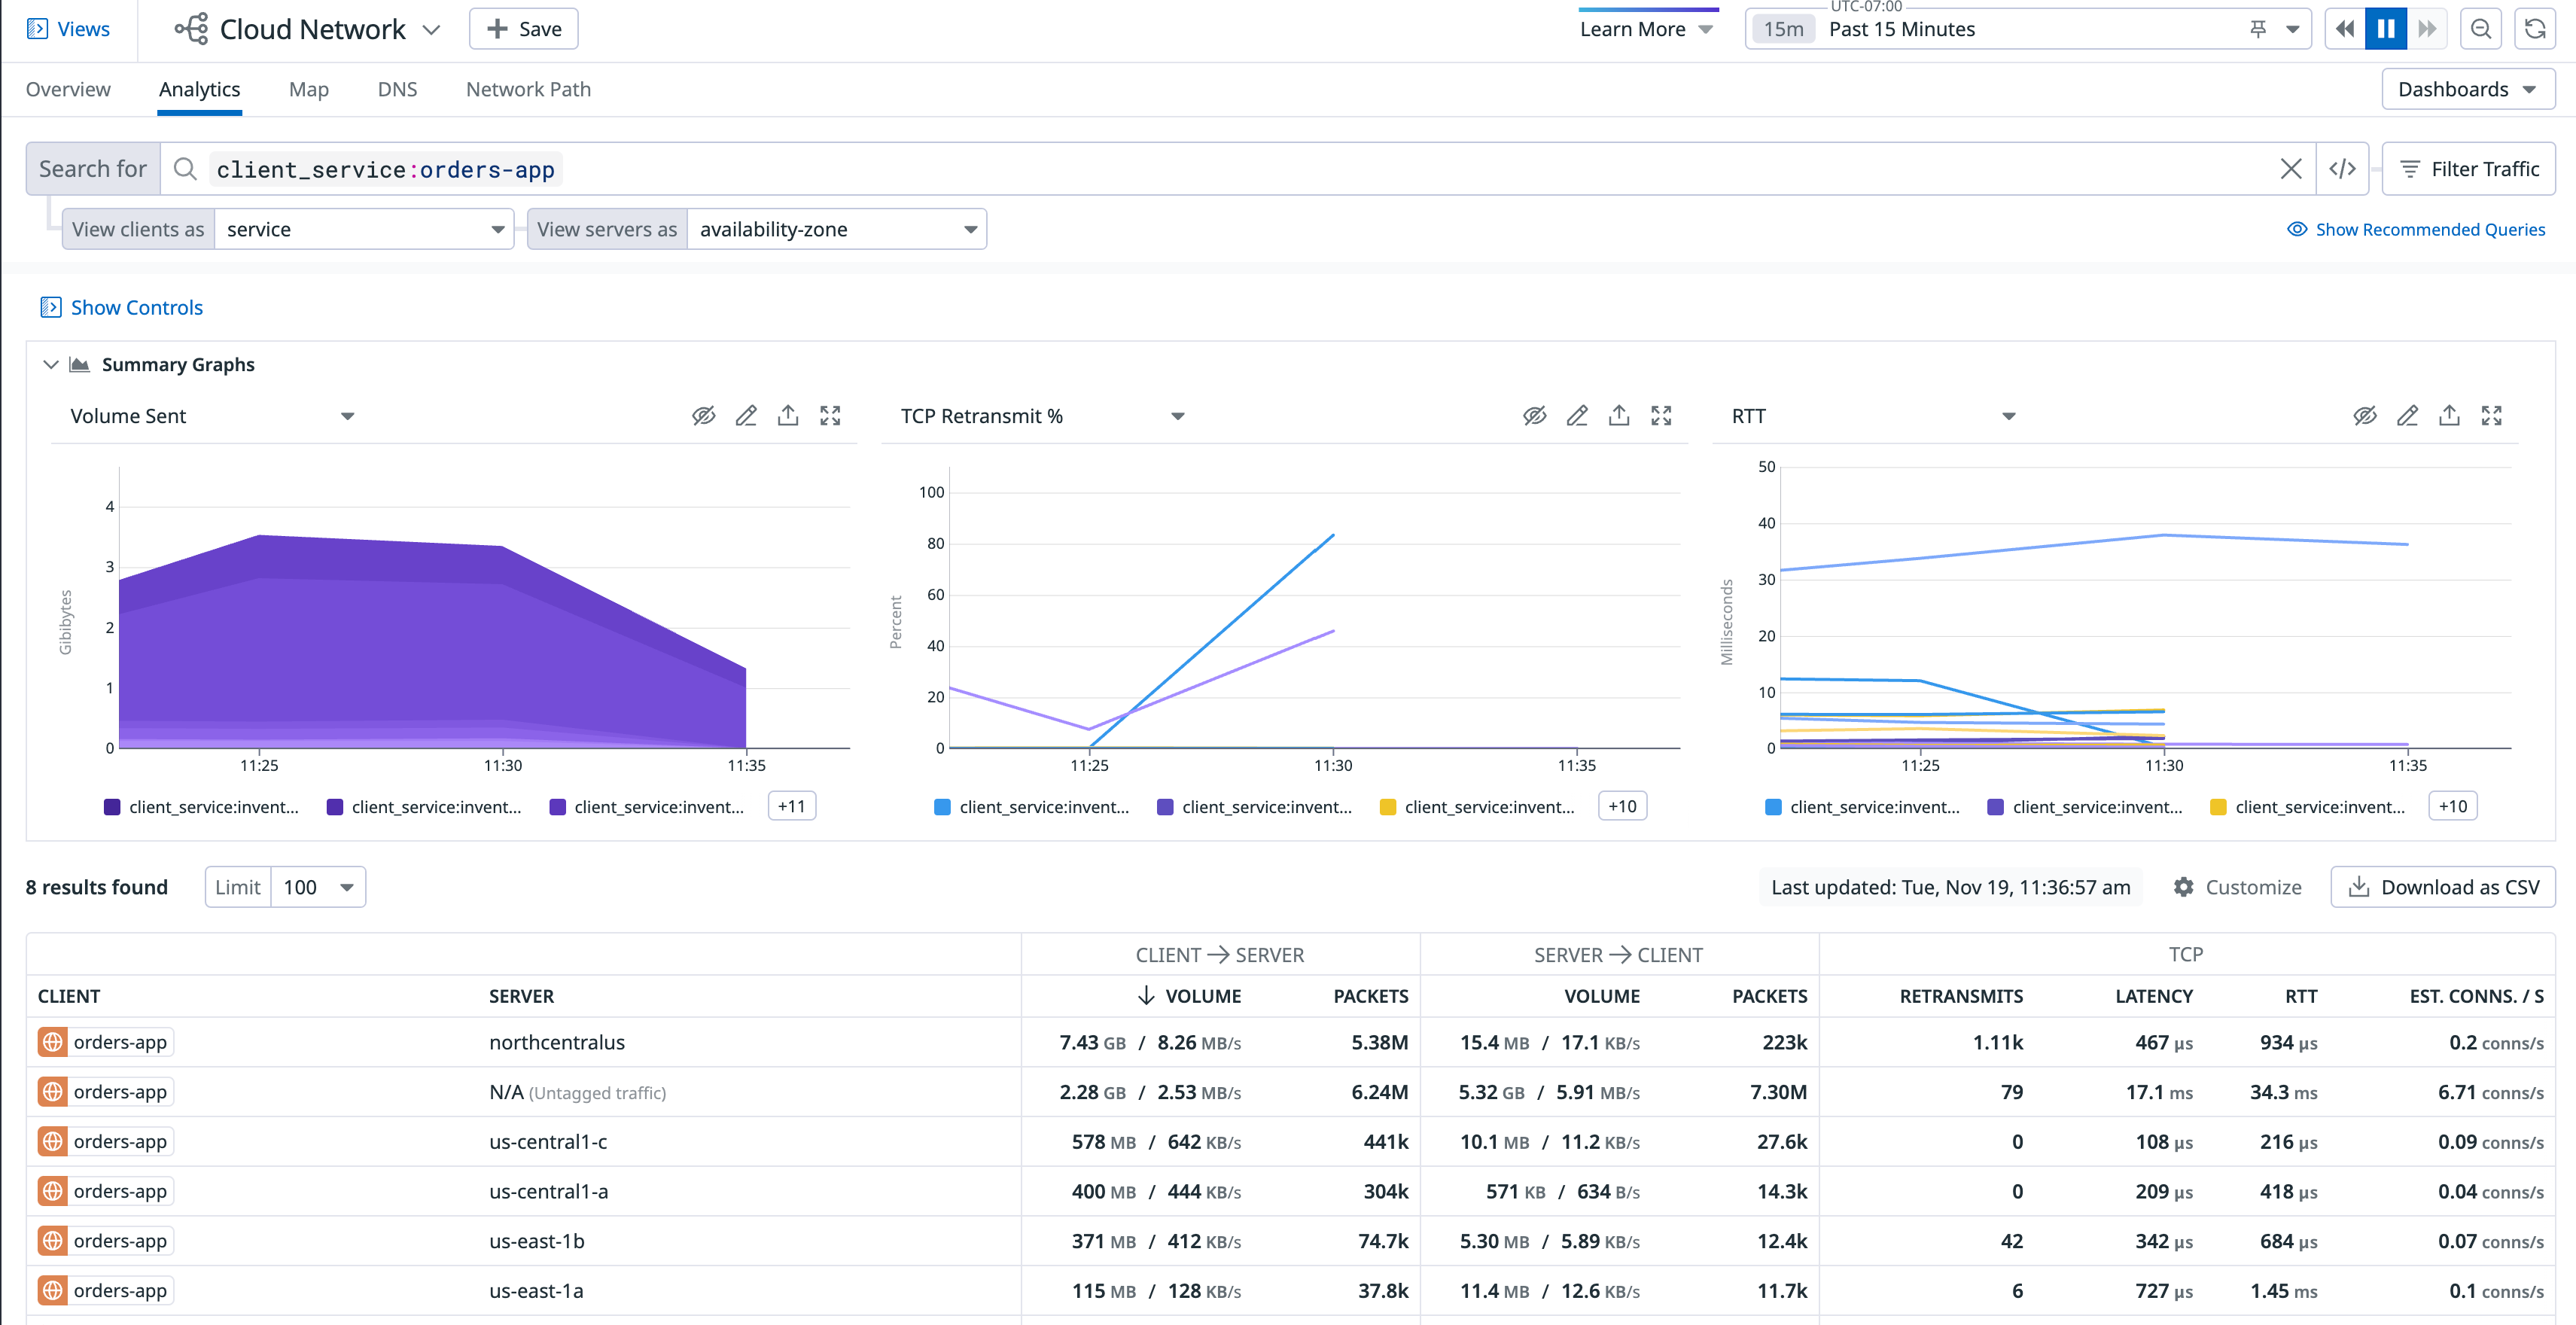 Views
Cloud Network
Save
Learn More
UTC-07:00
15m Past 15 Minutes
Overview Analytics Map DNS Network Path
Dashboards
Search for client_service:orders-app
Filter Traffic
View clients as service View servers as availability-zone
Show Recommended Queries
Show Controls
Summary Graphs
Volume Sent
Gibibytes
4
3
2
1
0
11:25 11:30 11:35
client_service:invent... client_service:invent... client_service:invent... +11
TCP Retransmit %
Percent
100
80
60
40
20
0
11:25 11:30 11:35
client_service:invent... client_service:invent... client_service:invent... +10
RTT
Milliseconds
50
40
30
20
10
0
11:25 11:30 11:35
client_service:invent... client_service:invent... client_service:invent... +10
8 results found Limit 100
Last updated: Tue, Nov 19, 11:36:57 am Customize Download as CSV
CLIENT → SERVER SERVER → CLIENT TCP
CLIENT SERVER ↓ VOLUME PACKETS VOLUME PACKETS RETRANSMITS LATENCY RTT EST. CONNS. / S
orders-app northcentralus 7.43 GB / 8.26 MB/s 5.38M 15.4 MB / 17.1 KB/s 223k 1.11k 467 µs 934 µs 0.2 conns/s
orders-app N/A (Untagged traffic) 2.28 GB / 2.53 MB/s 6.24M 5.32 GB / 5.91 MB/s 7.30M 79 17.1 ms 34.3 ms 6.71 conns/s
orders-app us-central1-c 578 MB / 642 KB/s 441k 10.1 MB / 11.2 KB/s 27.6k 0 108 µs 216 µs 0.09 conns/s
orders-app us-central1-a 400 MB / 444 KB/s 304k 571 KB / 634 B/s 14.3k 0 209 µs 418 µs 0.04 conns/s
orders-app us-east-1b 371 MB / 412 KB/s 74.7k 5.30 MB / 5.89 KB/s 12.4k 42 342 µs 684 µs 0.07 conns/s
orders-app us-east-1a 115 MB / 128 KB/s 37.8k 11.4 MB / 12.6 KB/s 11.7k 6 727 µs 1.45 ms 0.1 conns/s